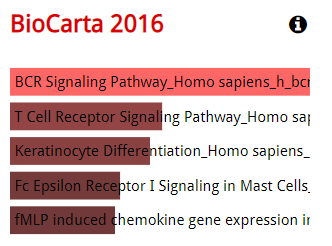 BioCarta 2016
BCR Signaling Pathway_Homo sapiens_h_bcr
T Cell Receptor Signaling Pathway_Homo sap
Keratinocyte Differentiation_Homo sapiens_
Fc Epsilon Receptor I Signaling in Mast Cells_
fMLP induced chemokine gene expression in